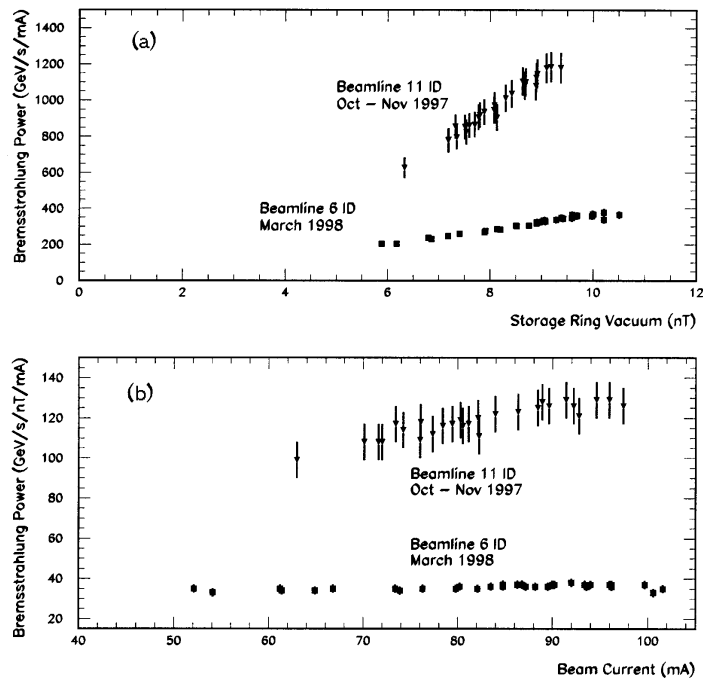 Bremsstrahlung Power (GeV/s/mA)
(a)
1400
1200
1000
800
600
400
200
0
Beamline 11 ID
Oct – Nov 1997
Beamline 6 ID
March 1998
0 2 4 6 8 10 12
Storage Ring Vacuum (nT)
Bremsstrahlung Power (GeV/s/nT/mA)
(b)
140
120
100
80
60
40
20
Beamline 11 ID
Oct – Nov 1997
Beamline 6 ID
March 1998
40 50 60 70 80 90 100
Beam Current (mA)